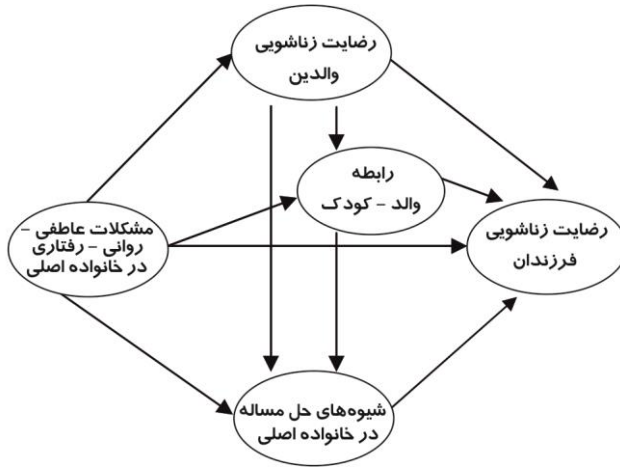 رضایت زناشویی
والدین
رابطه
والد - کودک
مشکلات عاطفی -
روانی - رفتاری
در خانواده اصلی
رضایت زناشویی
فرزندان
شیوه‌های حل مساله
در خانواده اصلی